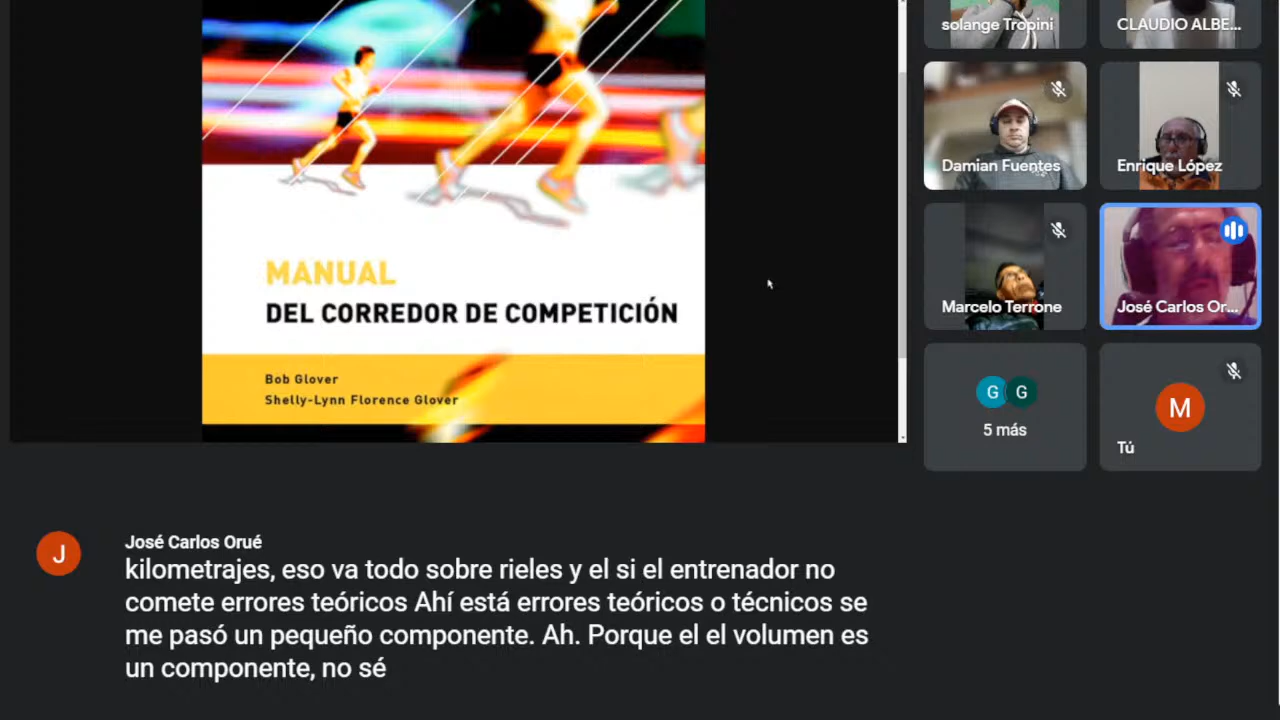 solange Tropini
CLAUDIO ALBE...
Damian Fuentes
Enrique López
MANUAL
DEL CORREDOR DE COMPETICIÓN
Marcelo Terrone
José Carlos Or...
Bob Glover
Shelly-Lynn Florence Glover
G G
5 más
M
Tú
J
José Carlos Orué
kilometrajes, eso va todo sobre rieles y el si el entrenador no
comete errores teóricos Ahí está errores teóricos o técnicos se
me pasó un pequeño componente. Ah. Porque el el volumen es
un componente, no sé